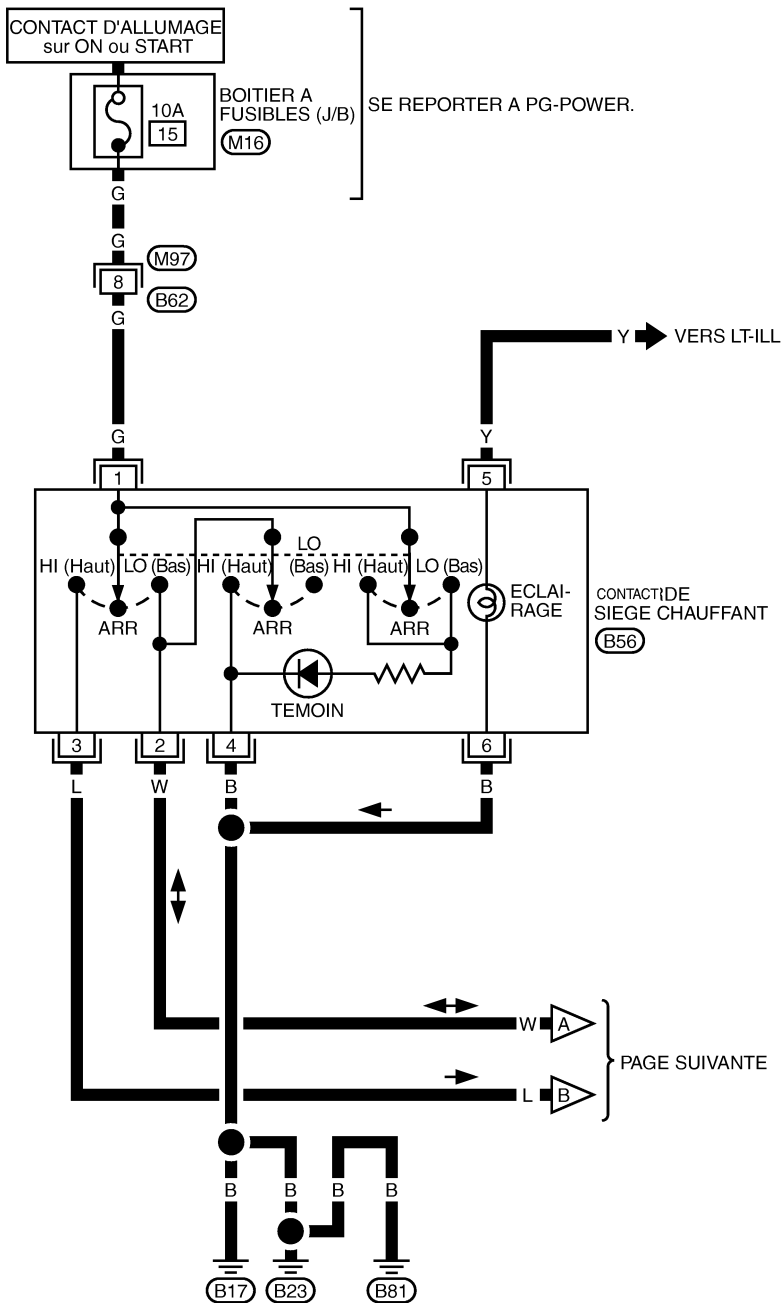 CONTACT D'ALLUMAGE
sur ON ou START
10A
15
BOITIER A
FUSIBLES (J/B)
M16
SE REPORTER A PG-POWER.
G
G
M97
8
B62
G
Y
VERS LT-ILL
G
Y
1
5
LO
HI (Haut)
LO (Bas)
HI (Haut)
(Bas)
HI (Haut)
LO (Bas)
ARR
ARR
ARR
ECLAI-
RAGE
CONTACT DE
SIEGE CHAUFFANT
B56
TEMOIN
3
2
4
6
L
W
B
B
W
A
PAGE SUIVANTE
L
B
B
B
B
B
B17
B23
B81